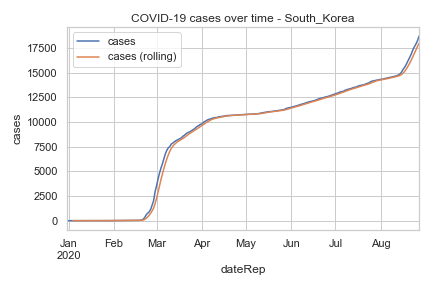 COVID-19 cases over time - South_Korea
cases
cases (rolling)
17500
15000
12500
10000
7500
5000
2500
0
cases
Jan Feb Mar Apr May Jun Jul Aug
2020
dateRep